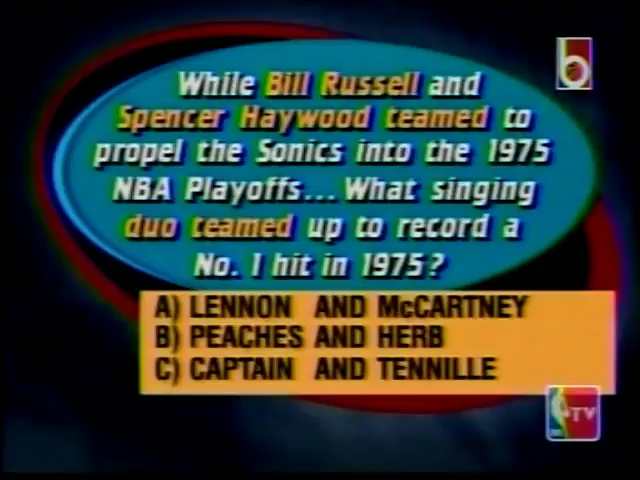 While Bill Russell and
Spencer Haywood teamed to
propel the Sonics into the 1975
NBA Playoffs... What singing
duo teamed up to record a
No. 1 hit in 1975?
A) LENNON AND McCARTNEY
B) PEACHES AND HERB
C) CAPTAIN AND TENNILLE
b
TV